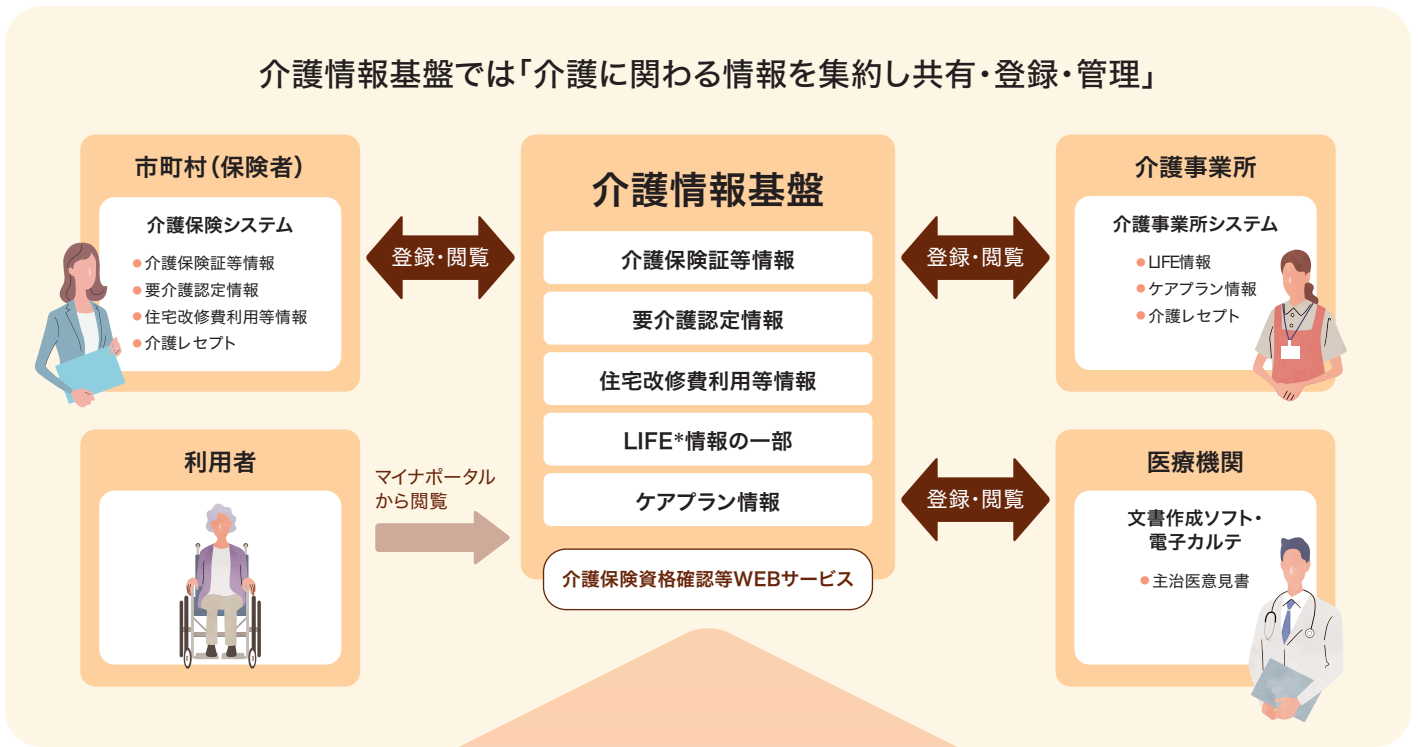 介護情報基盤では「介護に関わる情報を集約し共有・登録・管理」
市町村（保険者）
介護保険システム
●介護保険証等情報
●要介護認定情報
●住宅改修費利用等情報
●介護レセプト
登録・閲覧
利用者
マイナポータル
から閲覧
介護情報基盤
介護保険証等情報
要介護認定情報
住宅改修費利用等情報
LIFE*情報の一部
ケアプラン情報
介護保険資格確認等WEBサービス
登録・閲覧
介護事業所
介護事業所システム
●LIFE情報
●ケアプラン情報
●介護レセプト
登録・閲覧
医療機関
文書作成ソフト・
電子カルテ
●主治医意見書